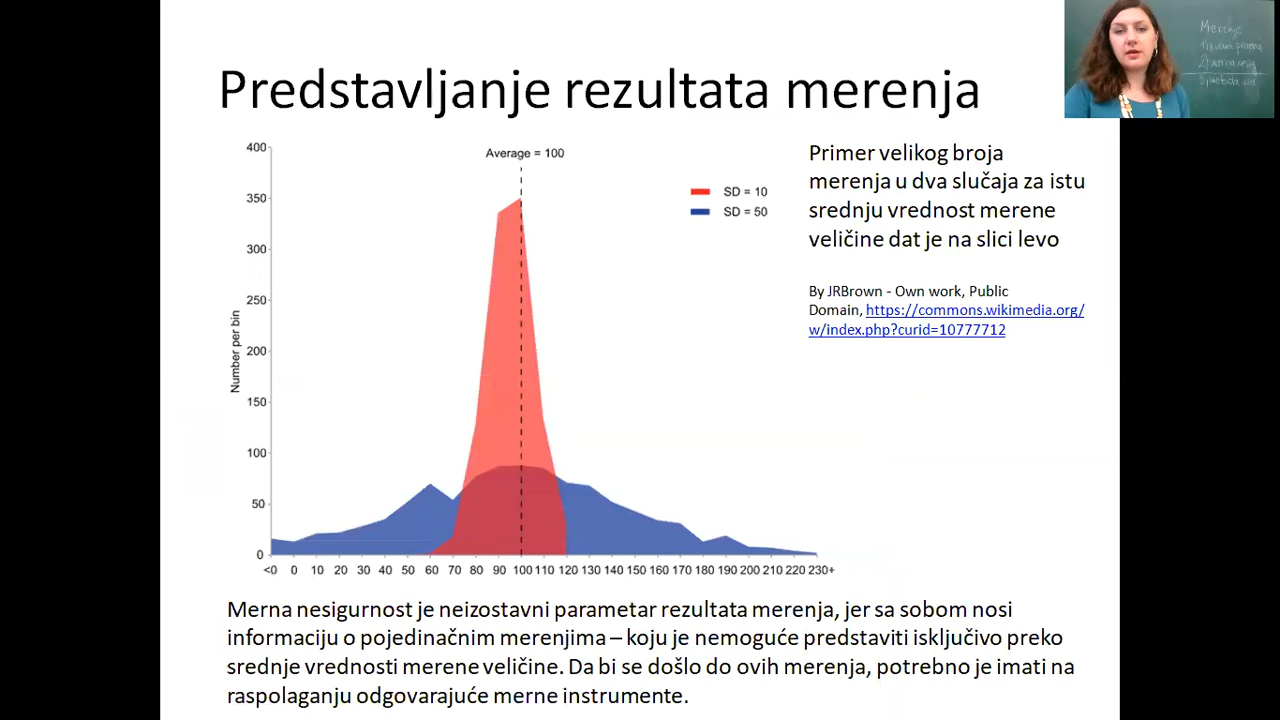 Predstavljanje rezultata merenja
Merenje
400
350
300
250
200
150
100
50
0
Number per bin
Average = 100
SD = 10
SD = 50
<0 0 10 20 30 40 50 60 70 80 90 100 110 120 130 140 150 160 170 180 190 200 210 220 230+
Primer velikog broja
merenja u dva slučaja za istu
srednju vrednost merene
veličine dat je na slici levo
By JRBrown - Own work, Public
Domain, https://commons.wikimedia.org/
w/index.php?curid=10777712
Merna nesigurnost je neizostavni parametar rezultata merenja, jer sa sobom nosi
informaciju o pojedinačnim merenjima – koju je nemoguće predstaviti isključivo preko
srednje vrednosti merene veličine. Da bi se došlo do ovih merenja, potrebno je imati na
raspolaganju odgovarajuće merne instrumente.